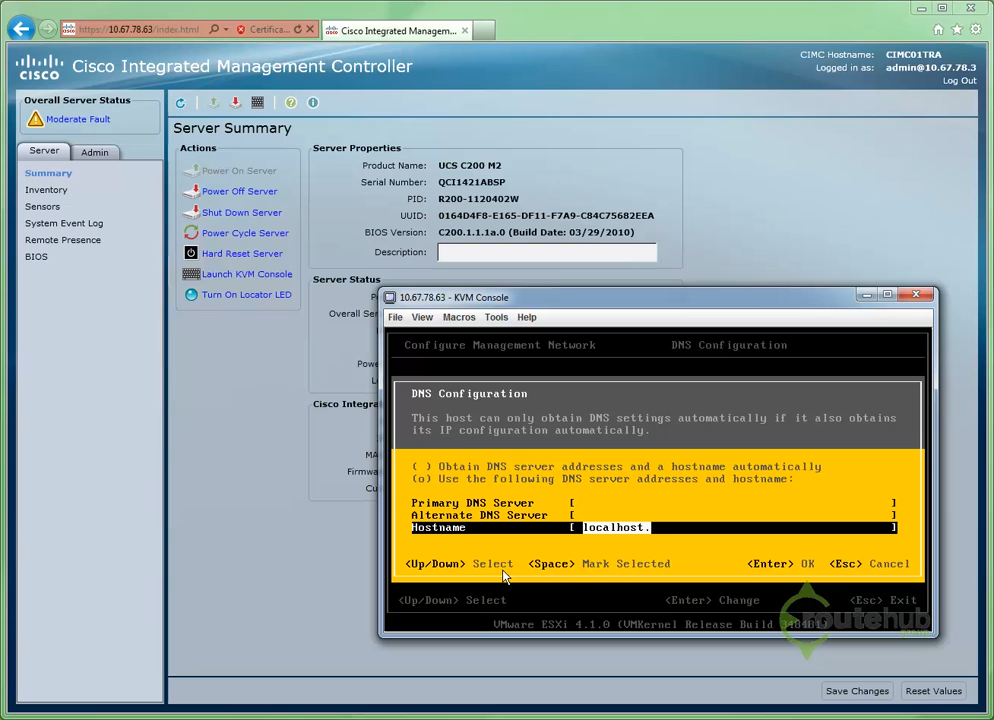 https://10.67.78.63/index.html
Certifica...
Cisco Integrated Managem...
cisco
Cisco Integrated Management Controller
CIMC Hostname: CIMC01TRA
Logged in as: admin@10.67.78.3
Log Out
Overall Server Status
Moderate Fault
Server
Admin
Summary
Inventory
Sensors
System Event Log
Remote Presence
BIOS
Server Summary
Actions
Power On Server
Power Off Server
Shut Down Server
Power Cycle Server
Hard Reset Server
Launch KVM Console
Turn On Locator LED
Server Properties
Product Name: UCS C200 M2
Serial Number: QCI1421ABSP
PID: R200-1120402W
UUID: 0164D4F8-E165-DF11-F7A9-C84C75682EEA
BIOS Version: C200.1.1.1a.0 (Build Date: 03/29/2010)
Description:
Server Status
Overall Ser
Powe
Cisco Integ
MA
Firmwa
Cu
10.67.78.63 - KVM Console
File View Macros Tools Help
Configure Management Network DNS Configuration
DNS Configuration
This host can only obtain DNS settings automatically if it also obtains
its IP configuration automatically.
( ) Obtain DNS server addresses and a hostname automatically
(o) Use the following DNS server addresses and hostname:
Primary DNS Server [ ]
Alternate DNS Server [ ]
Hostname [ localhost. ]
<Up/Down> Select <Space> Mark Selected <Enter> OK <Esc> Cancel
<Up/Down> Select <Enter> Change <Esc> Exit
VMware ESXi 4.1.0 (VMKernel Release Build 348481)
routehub
Save Changes
Reset Values